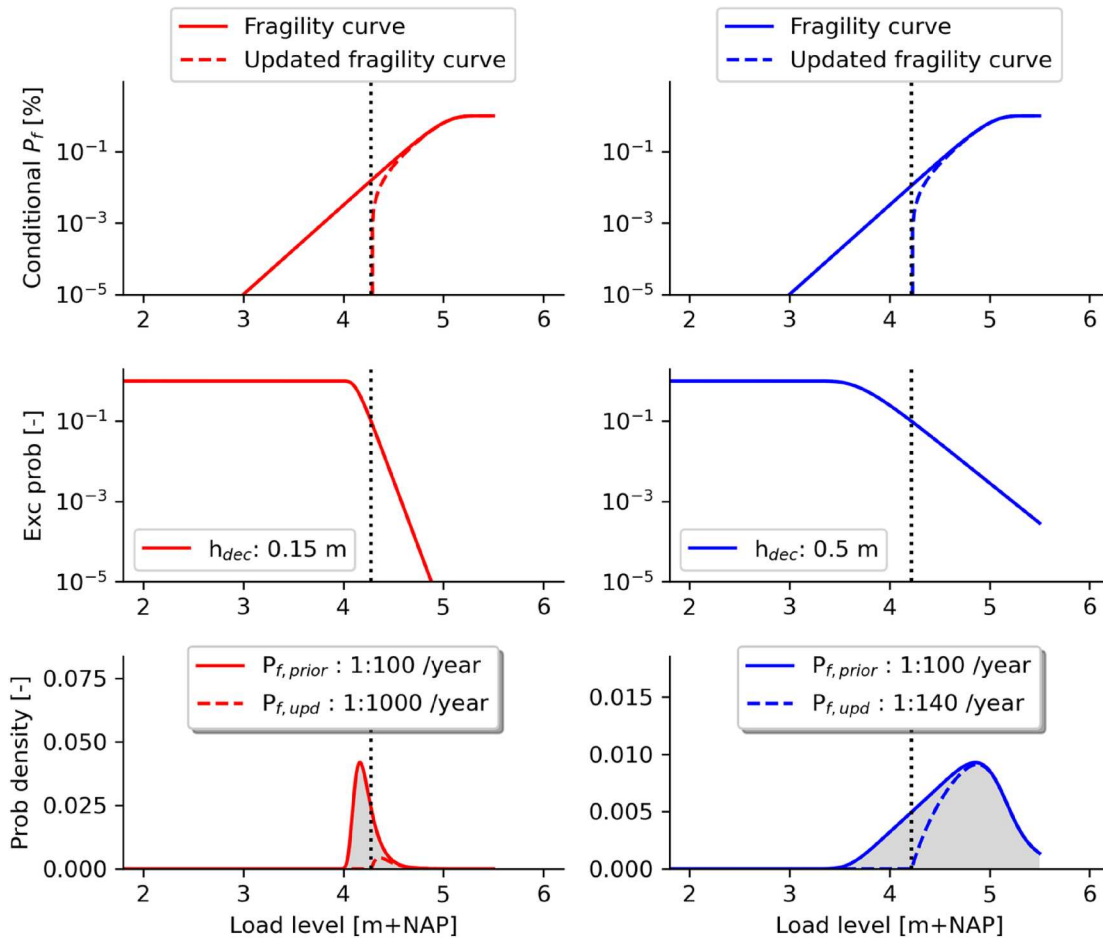 Fragility curve
Updated fragility curve
Fragility curve
Updated fragility curve
Conditional P_f [%]
10^-1
10^-3
10^-5
2 3 4 5 6
10^-1
10^-3
10^-5
2 3 4 5 6
Exc prob [-]
10^-1
10^-3
10^-5
h_dec: 0.15 m
2 3 4 5 6
10^-1
10^-3
10^-5
h_dec: 0.5 m
2 3 4 5 6
Prob density [-]
P_f,prior : 1:100 /year
P_f,upd : 1:1000 /year
0.075
0.050
0.025
0.000
2 3 4 5 6
Load level [m+NAP]
P_f,prior : 1:100 /year
P_f,upd : 1:140 /year
0.015
0.010
0.005
0.000
2 3 4 5 6
Load level [m+NAP]